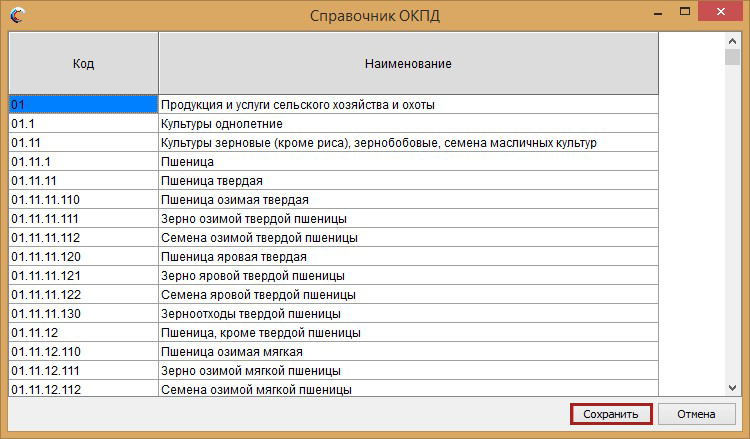 Справочник ОКПД
Код Наименование
01 Продукция и услуги сельского хозяйства и охоты
01.1 Культуры однолетние
01.11 Культуры зерновые (кроме риса), зернобобовые, семена масличных культур
01.11.1 Пшеница
01.11.11 Пшеница твердая
01.11.11.110 Пшеница озимая твердая
01.11.11.111 Зерно озимой твердой пшеницы
01.11.11.112 Семена озимой твердой пшеницы
01.11.11.120 Пшеница яровая твердая
01.11.11.121 Зерно яровой твердой пшеницы
01.11.11.122 Семена яровой твердой пшеницы
01.11.11.130 Зерноотходы твердой пшеницы
01.11.12 Пшеница, кроме твердой пшеницы
01.11.12.110 Пшеница озимая мягкая
01.11.12.111 Зерно озимой мягкой пшеницы
01.11.12.112 Семена озимой мягкой пшеницы
Сохранить Отмена